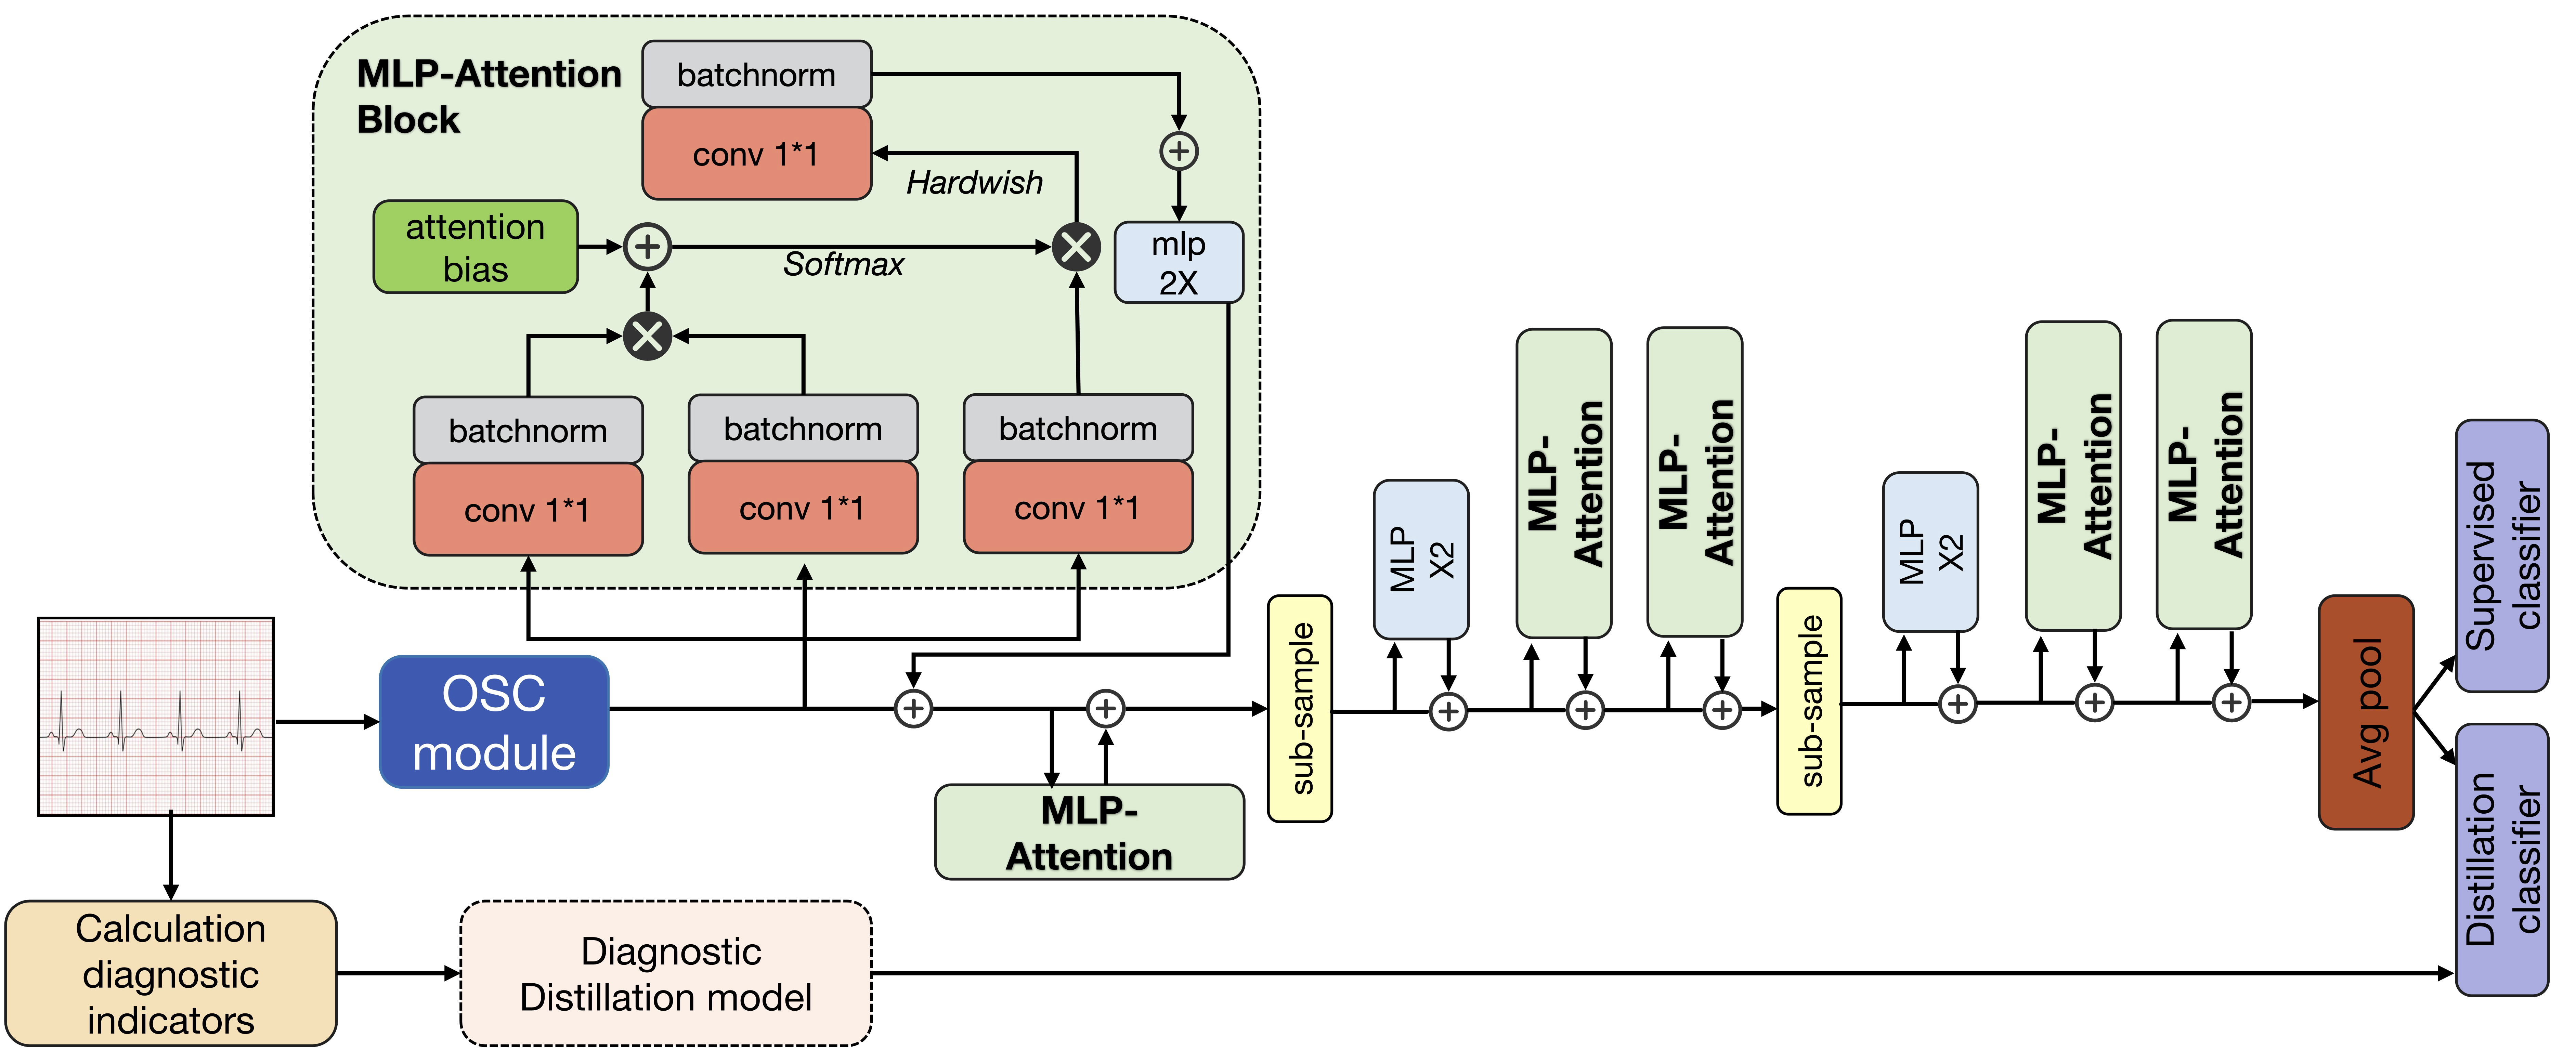 MLP-Attention
Block
batchnorm
conv 1*1
Hardwish
attention
bias
Softmax
mlp
2X
batchnorm
conv 1*1
batchnorm
conv 1*1
batchnorm
conv 1*1
OSC
module
MLP-
Attention
sub-sample
MLP
X2
MLP-
Attention
MLP-
Attention
sub-sample
MLP
X2
MLP-
Attention
MLP-
Attention
Avg pool
Supervised
classifier
Distillation
classifier
Calculation
diagnostic
indicators
Diagnostic
Distillation model